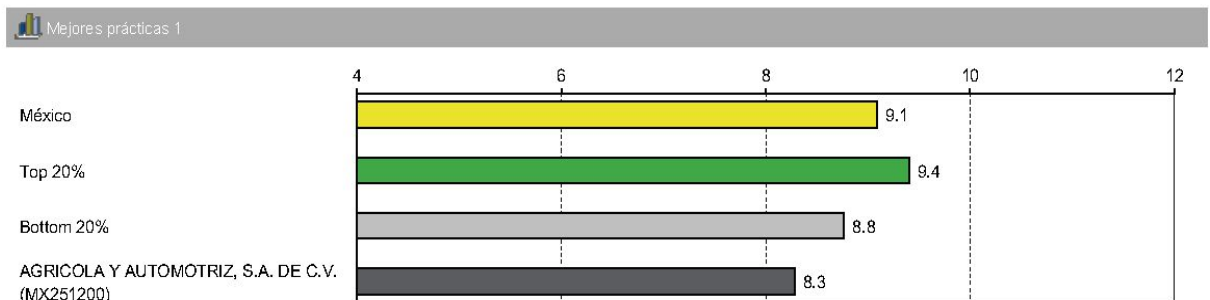 Mejores prácticas 1
4 6 8 10 12
México 9.1
Top 20% 9.4
Bottom 20% 8.8
AGRICOLA Y AUTOMOTRIZ, S.A. DE C.V. 8.3
(MX251200)